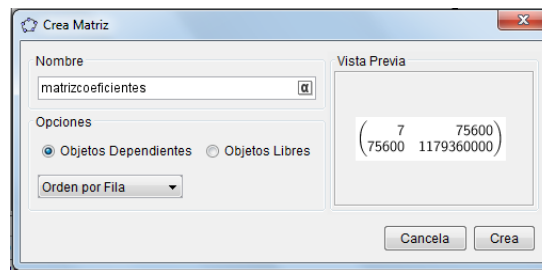 Crea Matriz
Nombre
matrizcoeficientes
α
Opciones
Objetos Dependientes
Objetos Libres
Orden por Fila
Vista Previa
7 75600
75600 1179360000
Cancela
Crea